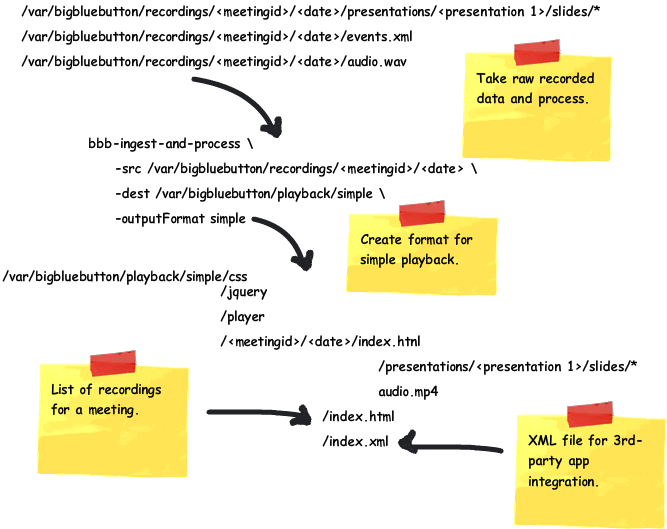 /var/bigbluebutton/recordings/<meetingid>/<date>/presentations/<presentation 1>/slides/*
/var/bigbluebutton/recordings/<meetingid>/<date>/events.xml
/var/bigbluebutton/recordings/<meetingid>/<date>/audio.wav
Take raw recorded
data and process.
bbb-ingest-and-process \
-src /var/bigbluebutton/recordings/<meetingid>/<date> \
-dest /var/bigbluebutton/playback/simple \
-outputFormat simple
Create format for
simple playback.
/var/bigbluebutton/playback/simple/css
/jquery
/player
/<meetingid>/<date>/index.htnl
/presentations/<presentation 1>/slides/*
audio.mp4
List of recordings
for a meeting.
/index.html
/index.xml
XML file for 3rd-
party app
integration.